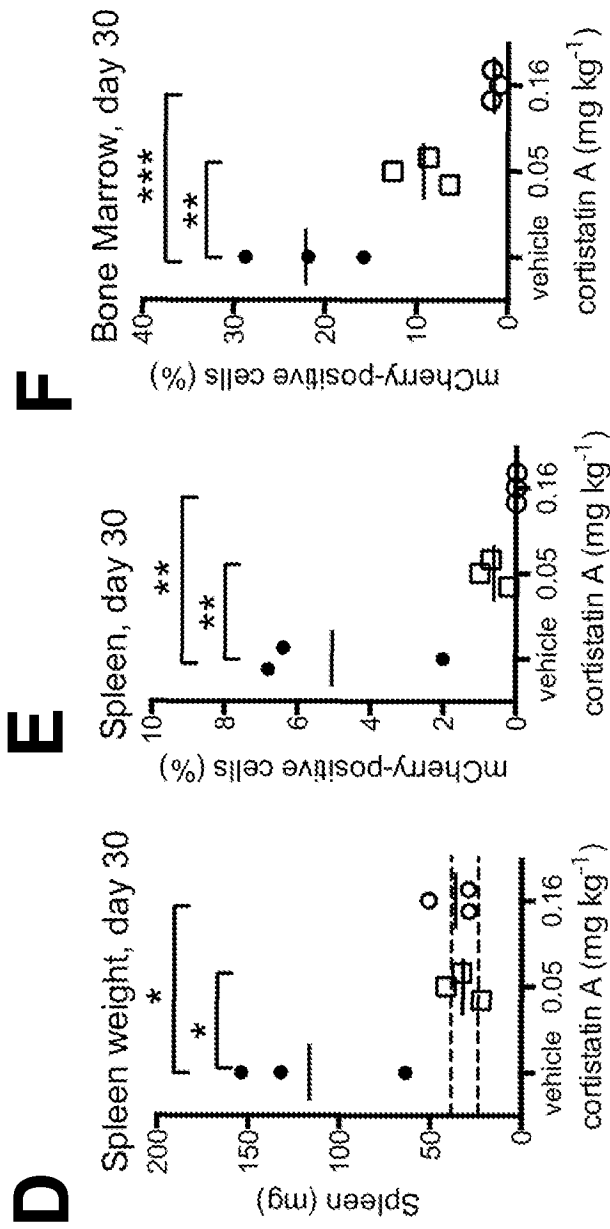 D
Spleen weight, day 30
*
*
200
150
100
50
0
Spleen (mg)
vehicle 0.05 0.16
cortistatin A (mg kg⁻¹)
E
Spleen, day 30
**
**
10
8
6
4
2
0
mCherry-positive cells (%)
vehicle 0.05 0.16
cortistatin A (mg kg⁻¹)
F
Bone Marrow, day 30
***
**
40
30
20
10
0
mCherry-positive cells (%)
vehicle 0.05 0.16
cortistatin A (mg kg⁻¹)